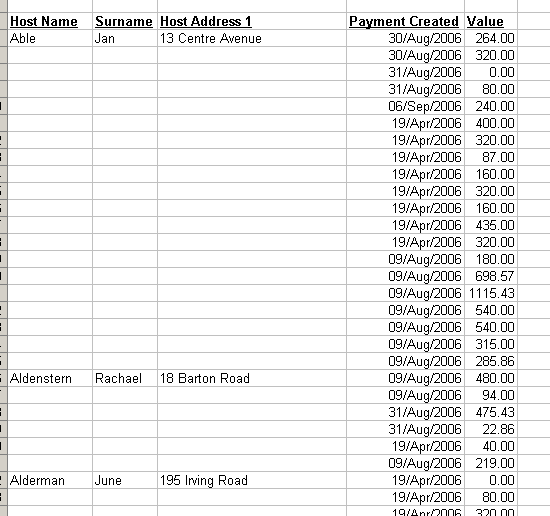 Host Name Surname Host Address 1 Payment Created Value
Able Jan 13 Centre Avenue 30/Aug/2006 264.00
30/Aug/2006 320.00
31/Aug/2006 0.00
31/Aug/2006 80.00
06/Sep/2006 240.00
19/Apr/2006 400.00
19/Apr/2006 320.00
19/Apr/2006 87.00
19/Apr/2006 160.00
19/Apr/2006 320.00
19/Apr/2006 160.00
19/Apr/2006 435.00
19/Apr/2006 320.00
09/Aug/2006 180.00
09/Aug/2006 698.57
09/Aug/2006 1115.43
09/Aug/2006 540.00
09/Aug/2006 540.00
09/Aug/2006 315.00
09/Aug/2006 285.86
Aldenstern Rachael 18 Barton Road 09/Aug/2006 480.00
09/Aug/2006 94.00
31/Aug/2006 475.43
31/Aug/2006 22.86
19/Apr/2006 40.00
09/Aug/2006 219.00
Alderman June 195 Irving Road 19/Apr/2006 0.00
19/Apr/2006 80.00
19/Apr/2006 320.00